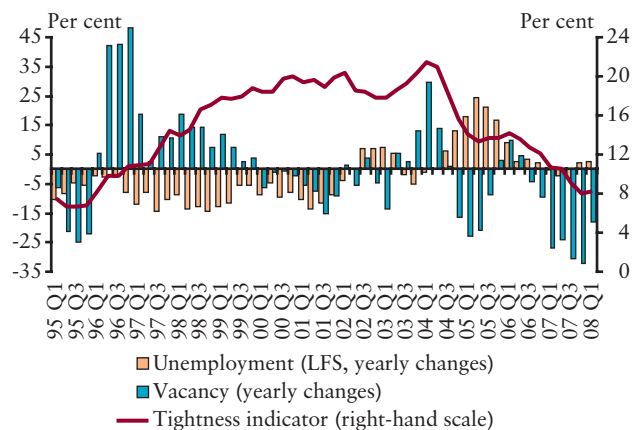 Per cent
Per cent
45
35
25
15
5
-5
-15
-25
-35
24
20
16
12
8
4
0
95 Q1
95 Q3
96 Q1
96 Q3
97 Q1
97 Q3
98 Q1
98 Q3
99 Q1
99 Q3
00 Q1
00 Q3
01 Q1
01 Q3
02 Q1
02 Q3
03 Q1
03 Q3
04 Q1
04 Q3
05 Q1
05 Q3
06 Q1
06 Q3
07 Q1
07 Q3
08 Q1
Unemployment (LFS, yearly changes)
Vacancy (yearly changes)
Tightness indicator (right-hand scale)